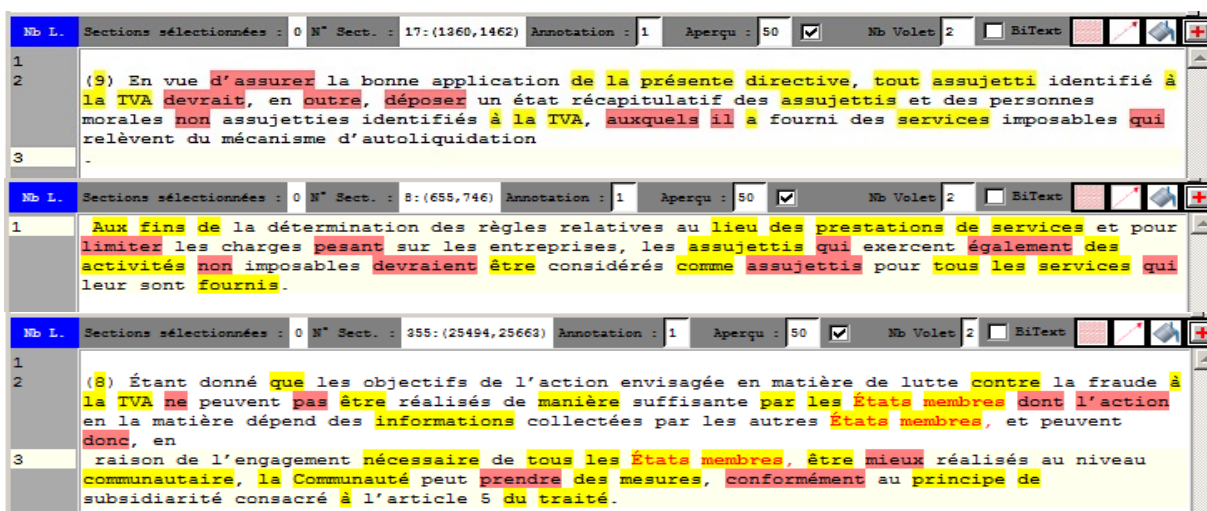 Nb L. Sections sélectionnées : 0 N° Sect. : 17:(1360,1462) Annotation : 1 Aperçu : 50 Nb Volet 2 BiText
1
2 (9) En vue d'assurer la bonne application de la présente directive, tout assujetti identifié à
la TVA devrait, en outre, déposer un état récapitulatif des assujettis et des personnes
morales non assujetties identifiés à la TVA, auxquels il a fourni des services imposables qui
relèvent du mécanisme d'autoliquidation
3 .
Nb L. Sections sélectionnées : 0 N° Sect. : 8:(655,746) Annotation : 1 Aperçu : 50 Nb Volet 2 BiText
1 Aux fins de la détermination des règles relatives au lieu des prestations de services et pour
limiter les charges pesant sur les entreprises, les assujettis qui exercent également des
activités non imposables devraient être considérés comme assujettis pour tous les services qui
leur sont fournis.
Nb L. Sections sélectionnées : 0 N° Sect. : 355:(25494,25663) Annotation : 1 Aperçu : 50 Nb Volet 2 BiText
1
2 (8) Étant donné que les objectifs de l'action envisagée en matière de lutte contre la fraude à
la TVA ne peuvent pas être réalisés de manière suffisante par les États membres dont l'action
en la matière dépend des informations collectées par les autres États membres, et peuvent
donc, en
3 raison de l'engagement nécessaire de tous les États membres, être mieux réalisés au niveau
communautaire, la Communauté peut prendre des mesures, conformément au principe de
subsidiarité consacré à l'article 5 du traité.